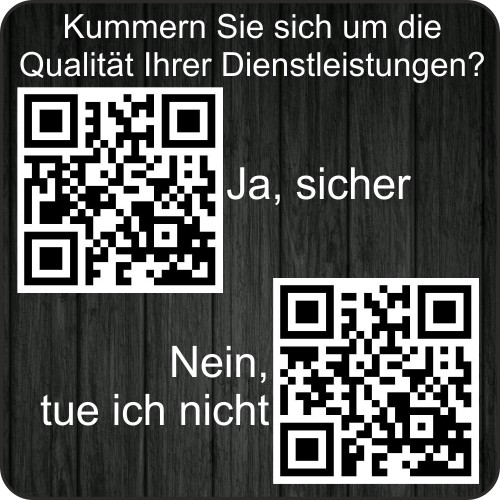 Kummern Sie sich um die
Qualität Ihrer Dienstleistungen?
Ja, sicher
Nein,
tue ich nicht